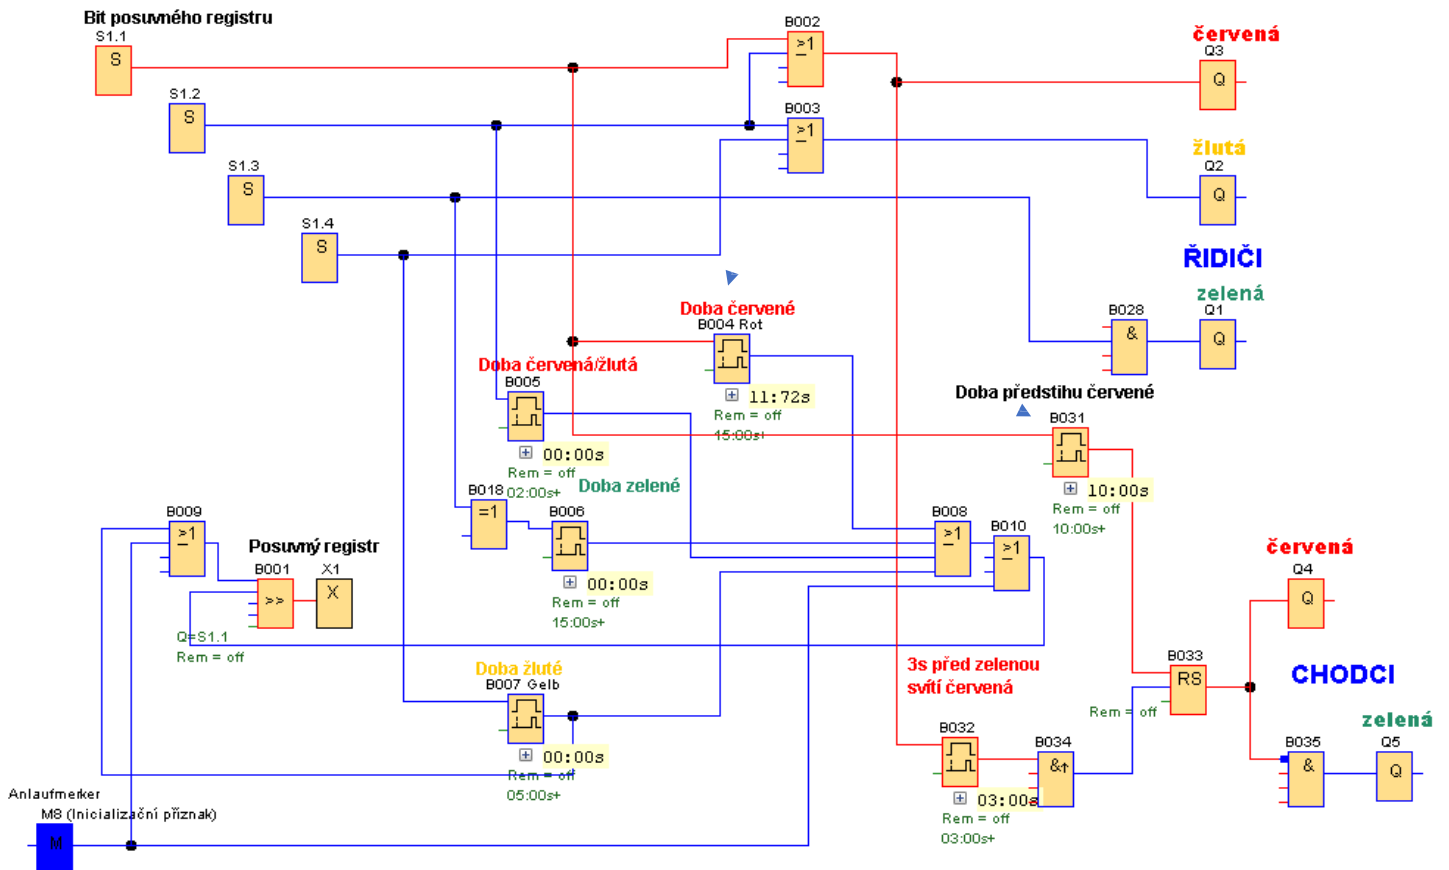 Bit posuvného registru
S1.1
S
B002
>1
červená
Q3
Q
S1.2
S
B003
>1
žlutá
Q2
Q
S1.3
S
S1.4
S
ŘIDIČI
zelená
Q1
Q
B028
&
Doba červené
B004 Rot
11:72s
Rem = off
15:00s+
Doba červená/žlutá
B005
00:00s
Rem = off
02:00s+
Doba předstihu červené
B031
10:00s
Rem = off
10:00s+
Doba zelené
B018
=1
B006
00:00s
Rem = off
15:00s+
B009
>1
B008
>1
B010
>1
Posuvný registr
B001
>>
X1
X
Q=S1.1
Rem = off
červená
Q4
Q
Doba žluté
B007 Gelb
00:00s
Rem = off
05:00s+
3s před zelenou
svítí červená
B033
RS
Rem = off
CHODCI
zelená
B032
03:00s
Rem = off
03:00s+
B034
&↑
B035
&
Q5
Q
Anlaufmerker
M8 (Inicializační příznak)
M